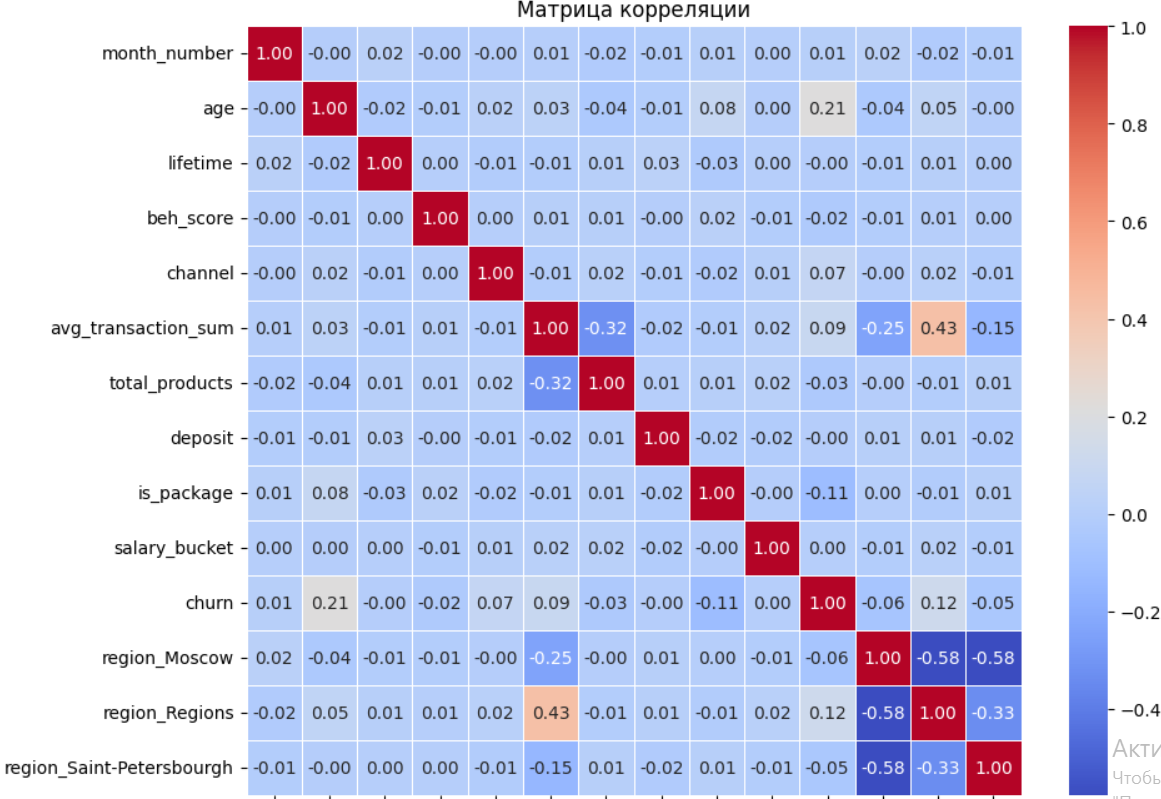 Матрица корреляции
month_number 1.00 -0.00 0.02 -0.00 -0.00 0.01 -0.02 -0.01 0.01 0.00 0.01 0.02 -0.02 -0.01
age -0.00 1.00 -0.02 -0.01 0.02 0.03 -0.04 -0.01 0.08 0.00 0.21 -0.04 0.05 -0.00
lifetime 0.02 -0.02 1.00 0.00 -0.01 -0.01 0.01 0.03 -0.03 0.00 -0.00 -0.01 0.01 0.00
beh_score -0.00 -0.01 0.00 1.00 0.00 0.01 0.01 -0.00 0.02 -0.01 -0.02 -0.01 0.01 0.00
channel -0.00 0.02 -0.01 0.00 1.00 -0.01 0.02 -0.01 -0.02 0.01 0.07 -0.00 0.02 -0.01
avg_transaction_sum 0.01 0.03 -0.01 0.01 -0.01 1.00 -0.32 -0.02 -0.01 0.02 0.09 -0.25 0.43 -0.15
total_products -0.02 -0.04 0.01 0.01 0.02 -0.32 1.00 0.01 0.01 0.02 -0.03 -0.00 -0.01 0.01
deposit -0.01 -0.01 0.03 -0.00 -0.01 -0.02 0.01 1.00 -0.02 -0.02 -0.00 0.01 0.01 -0.02
is_package 0.01 0.08 -0.03 0.02 -0.02 -0.01 0.01 -0.02 1.00 -0.00 -0.11 0.00 -0.01 0.01
salary_bucket 0.00 0.00 0.00 -0.01 0.01 0.02 0.02 -0.02 -0.00 1.00 0.00 -0.01 0.02 -0.01
churn 0.01 0.21 -0.00 -0.02 0.07 0.09 -0.03 -0.00 -0.11 0.00 1.00 -0.06 0.12 -0.05
region_Moscow 0.02 -0.04 -0.01 -0.01 -0.00 -0.25 -0.00 0.01 0.00 -0.01 -0.06 1.00 -0.58 -0.58
region_Regions -0.02 0.05 0.01 0.01 0.02 0.43 -0.01 0.01 -0.01 0.02 0.12 -0.58 1.00 -0.33
region_Saint-Petersbourgh -0.01 -0.00 0.00 0.00 -0.01 -0.15 0.01 -0.02 0.01 -0.01 -0.05 -0.58 -0.33 1.00
1.0
0.8
0.6
0.4
0.2
0.0
−0.2
−0.4
Акти
Чтобы